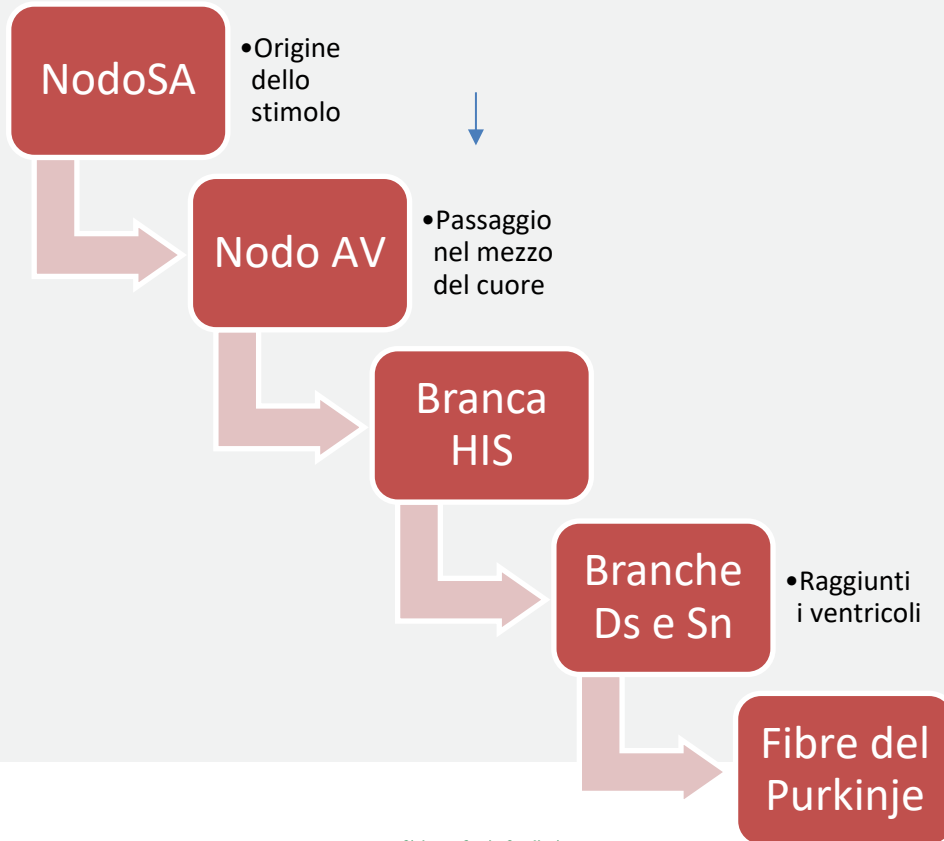 NodoSA
•Origine
dello
stimolo
Nodo AV
•Passaggio
nel mezzo
del cuore
Branca
HIS
Branche
Ds e Sn
•Raggiunti
i ventricoli
Fibre del
Purkinje